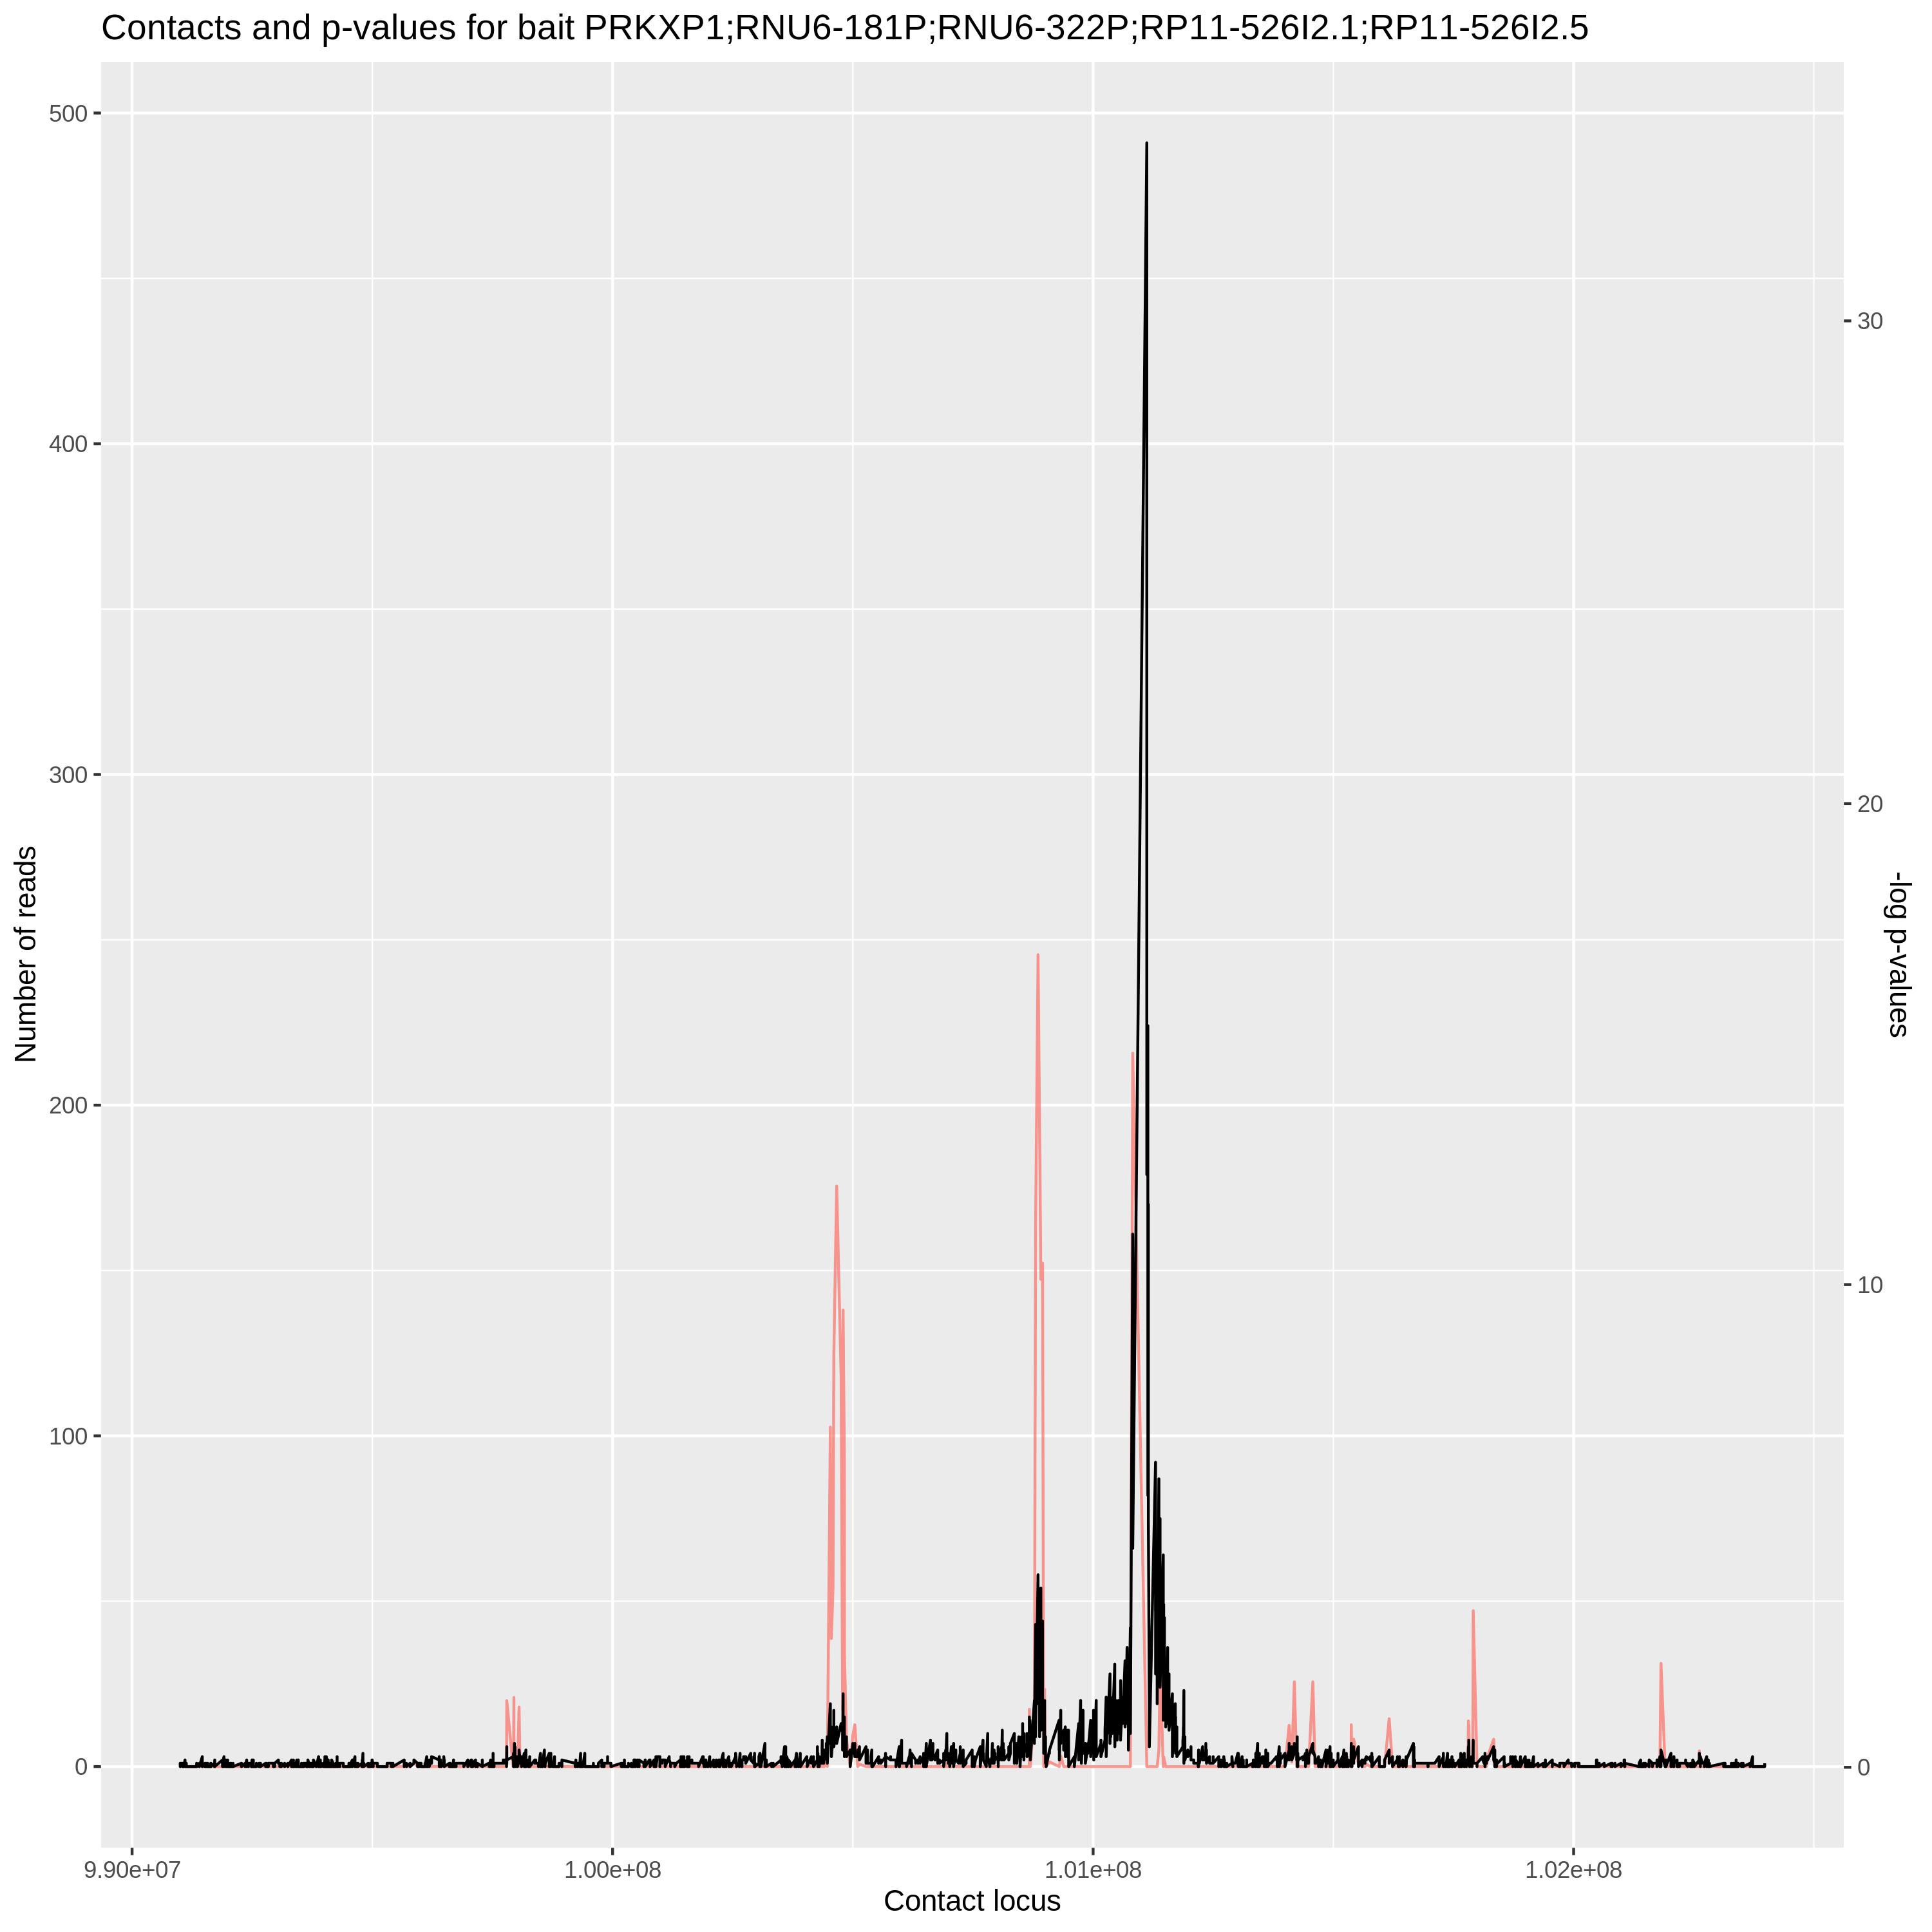 Contacts and p-values for bait PRKXP1;RNU6-181P;RNU6-322P;RP11-526I2.1;RP11-526I2.5
500
400
300
200
100
0
Number of reads
30
20
10
0
-log p-values
9.90e+07
1.00e+08
1.01e+08
1.02e+08
Contact locus